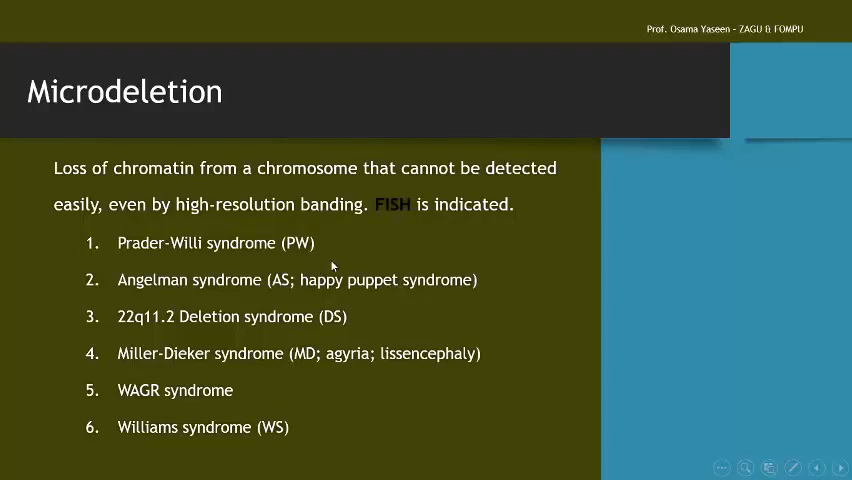 Prof. Osama Yaseen – ZAGU & FOMPU
Microdeletion
Loss of chromatin from a chromosome that cannot be detected
easily, even by high-resolution banding. FISH is indicated.
1. Prader-Willi syndrome (PW)
2. Angelman syndrome (AS; happy puppet syndrome)
3. 22q11.2 Deletion syndrome (DS)
4. Miller-Dieker syndrome (MD; agyria; lissencephaly)
5. WAGR syndrome
6. Williams syndrome (WS)